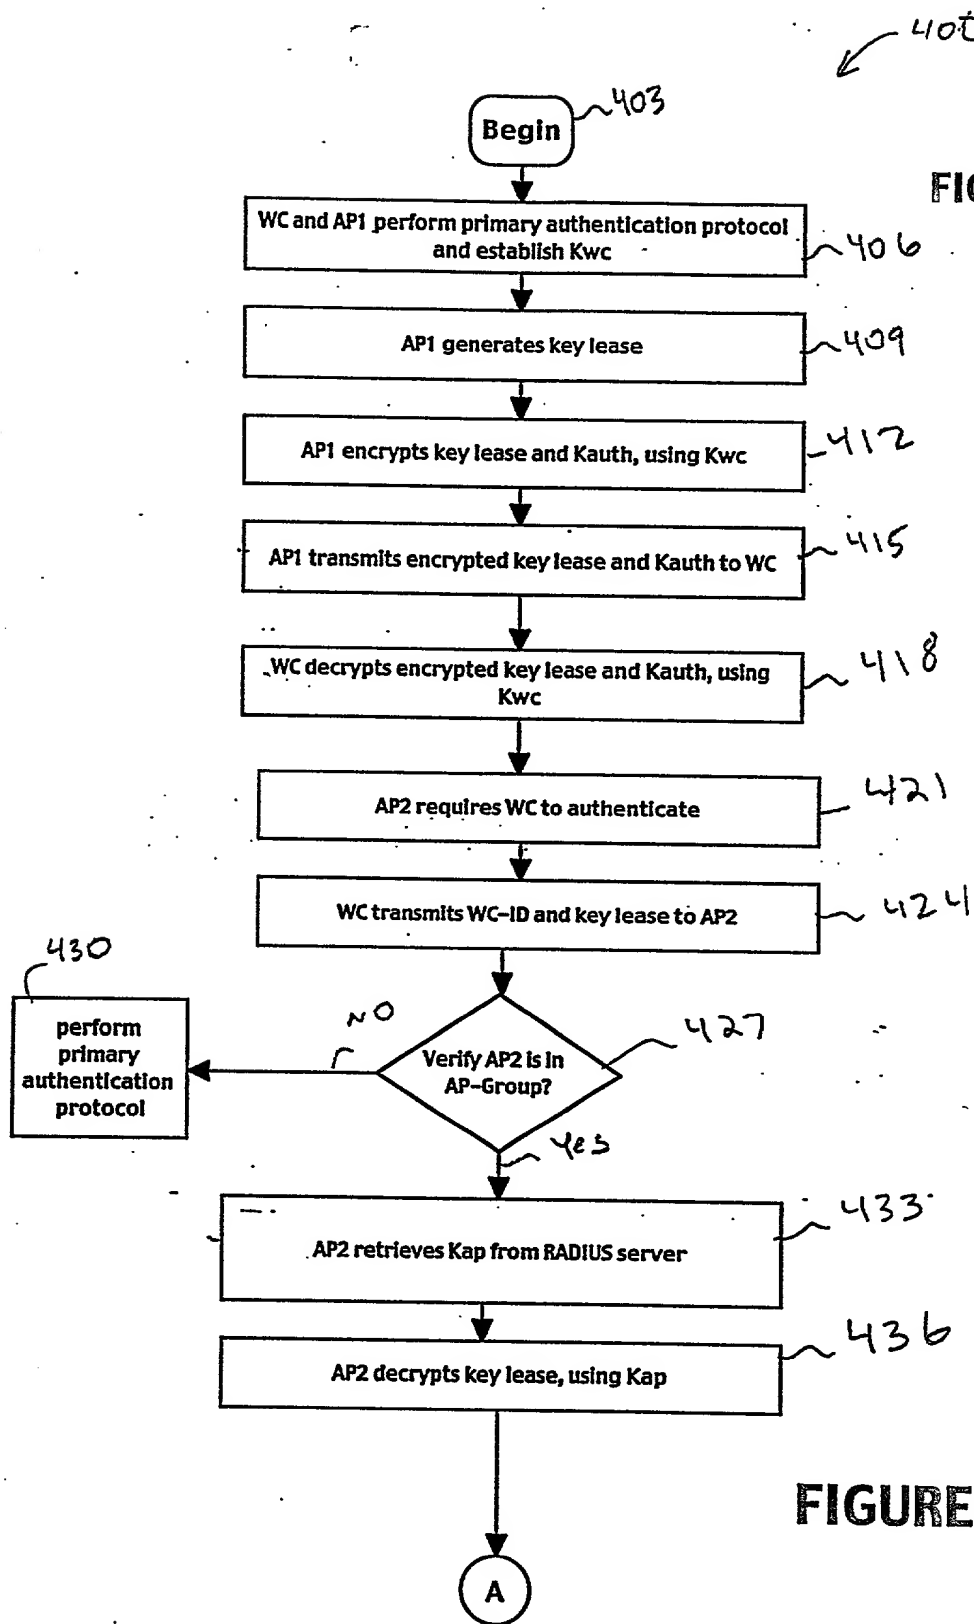 403
Begin
WC and AP1 perform primary authentication protocol
and establish Kwc
406
AP1 generates key lease
409
AP1 encrypts key lease and Kauth, using Kwc
412
AP1 transmits encrypted key lease and Kauth to WC
415
WC decrypts encrypted key lease and Kauth, using
Kwc
418
AP2 requires WC to authenticate
421
WC transmits WC-ID and key lease to AP2
424
430
perform
primary
authentication
protocol
NO
Verify AP2 is in
AP-Group?
427
Yes
AP2 retrieves Kap from RADIUS server
433
AP2 decrypts key lease, using Kap
436
FIGURE
A